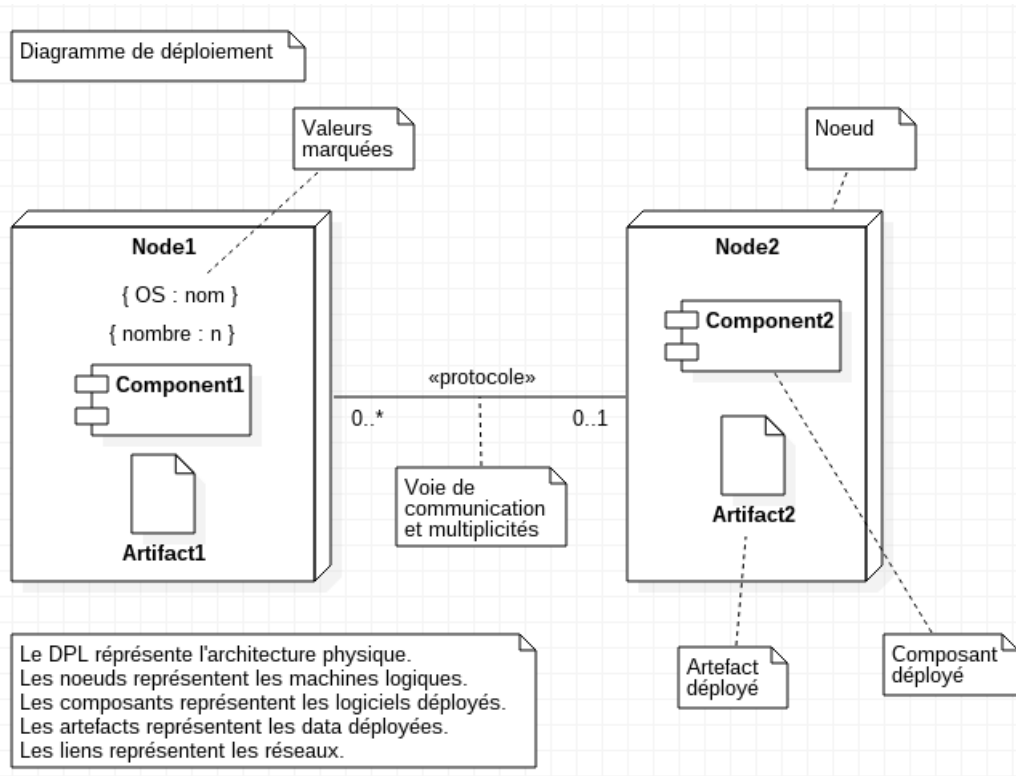 Diagramme de déploiement
Valeurs
marquées
Noeud
Node1
{ OS : nom }
{ nombre : n }
Component1
Artifact1
«protocole»
0..*
0..1
Voie de
communication
et multiplicités
Node2
Component2
Artifact2
Le DPL réprésente l'architecture physique.
Les noeuds représentent les machines logiques.
Les composants représentent les logiciels déployés.
Les artefacts représentent les data déployées.
Les liens représentent les réseaux.
Artefact
déployé
Composant
déployé